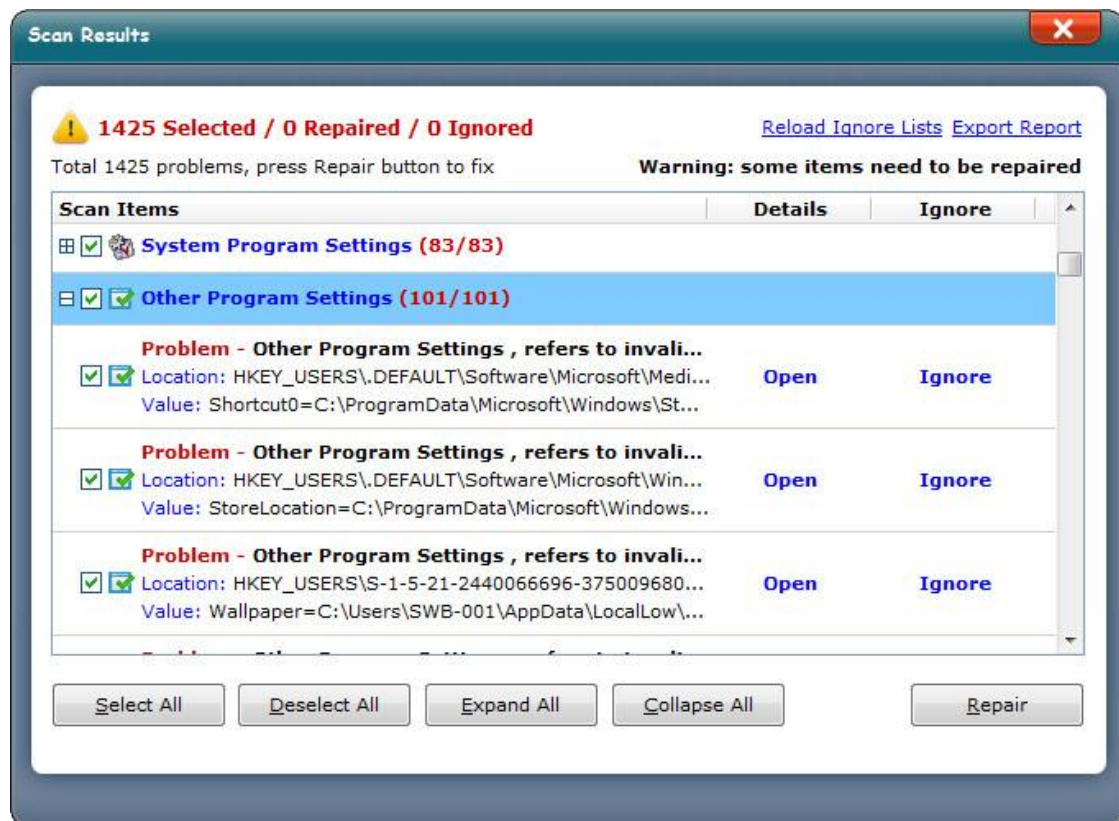 Scan Results
1425 Selected / 0 Repaired / 0 Ignored
Reload Ignore Lists Export Report
Total 1425 problems, press Repair button to fix
Warning: some items need to be repaired
Scan Items Details Ignore
System Program Settings (83/83)
Other Program Settings (101/101)
Problem - Other Program Settings , refers to invali...
Location: HKEY_USERS\.DEFAULT\Software\Microsoft\Medi...
Value: Shortcut0=C:\ProgramData\Microsoft\Windows\St...
Open Ignore
Problem - Other Program Settings , refers to invali...
Location: HKEY_USERS\.DEFAULT\Software\Microsoft\Win...
Value: StoreLocation=C:\ProgramData\Microsoft\Windows...
Open Ignore
Problem - Other Program Settings , refers to invali...
Location: HKEY_USERS\S-1-5-21-2440066696-375009680...
Value: Wallpaper=C:\Users\SWB-001\AppData\LocalLow\...
Open Ignore
Select All Deselect All Expand All Collapse All Repair